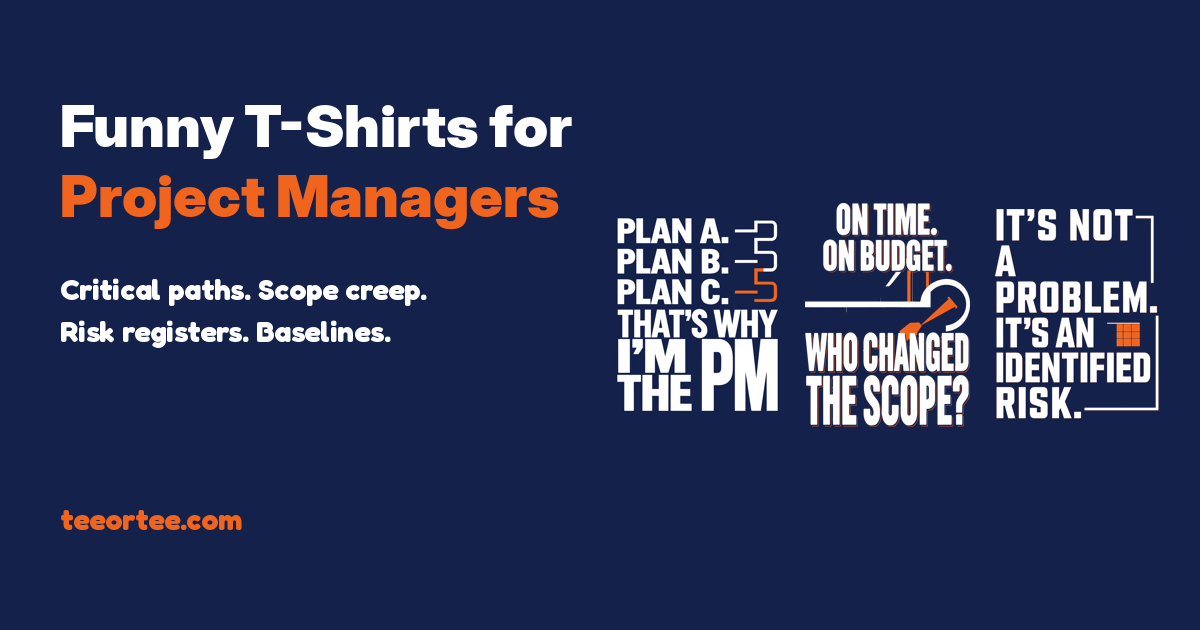 Funny T-Shirts for
Project Managers
Critical paths. Scope creep.
Risk registers. Baselines.
teeortee.com
PLAN A.
PLAN B.
PLAN C.
THAT'S WHY
I'M
THE PM
ON TIME.
ON BUDGET.
WHO CHANGED
THE SCOPE?
IT'S NOT
A
PROBLEM.
IT'S AN
IDENTIFIED
RISK.